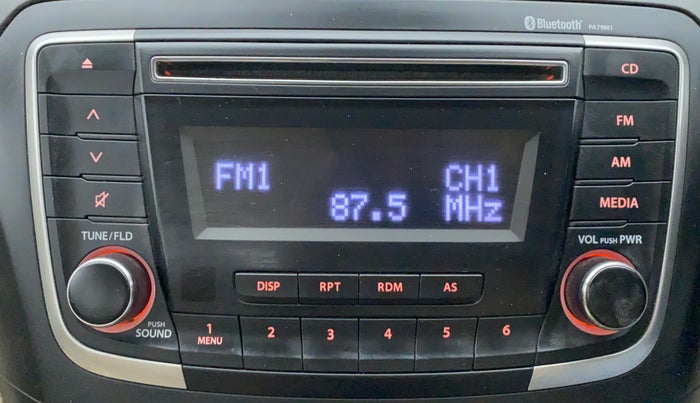 Bluetooth PA79M1
CD
FM
AM
MEDIA
FM1 CH1
87.5 MHz
TUNE/FLD
VOL PUSH PWR
DISP RPT RDM AS
PUSH
SOUND
1 2 3 4 5 6
MENU